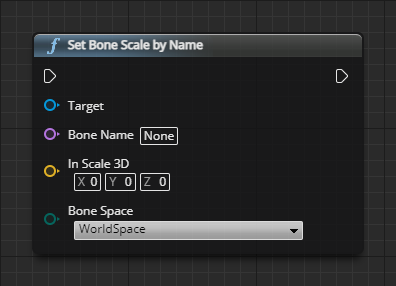 f Set Bone Scale by Name
Target
Bone Name None
In Scale 3D
X 0 Y 0 Z 0
Bone Space
WorldSpace